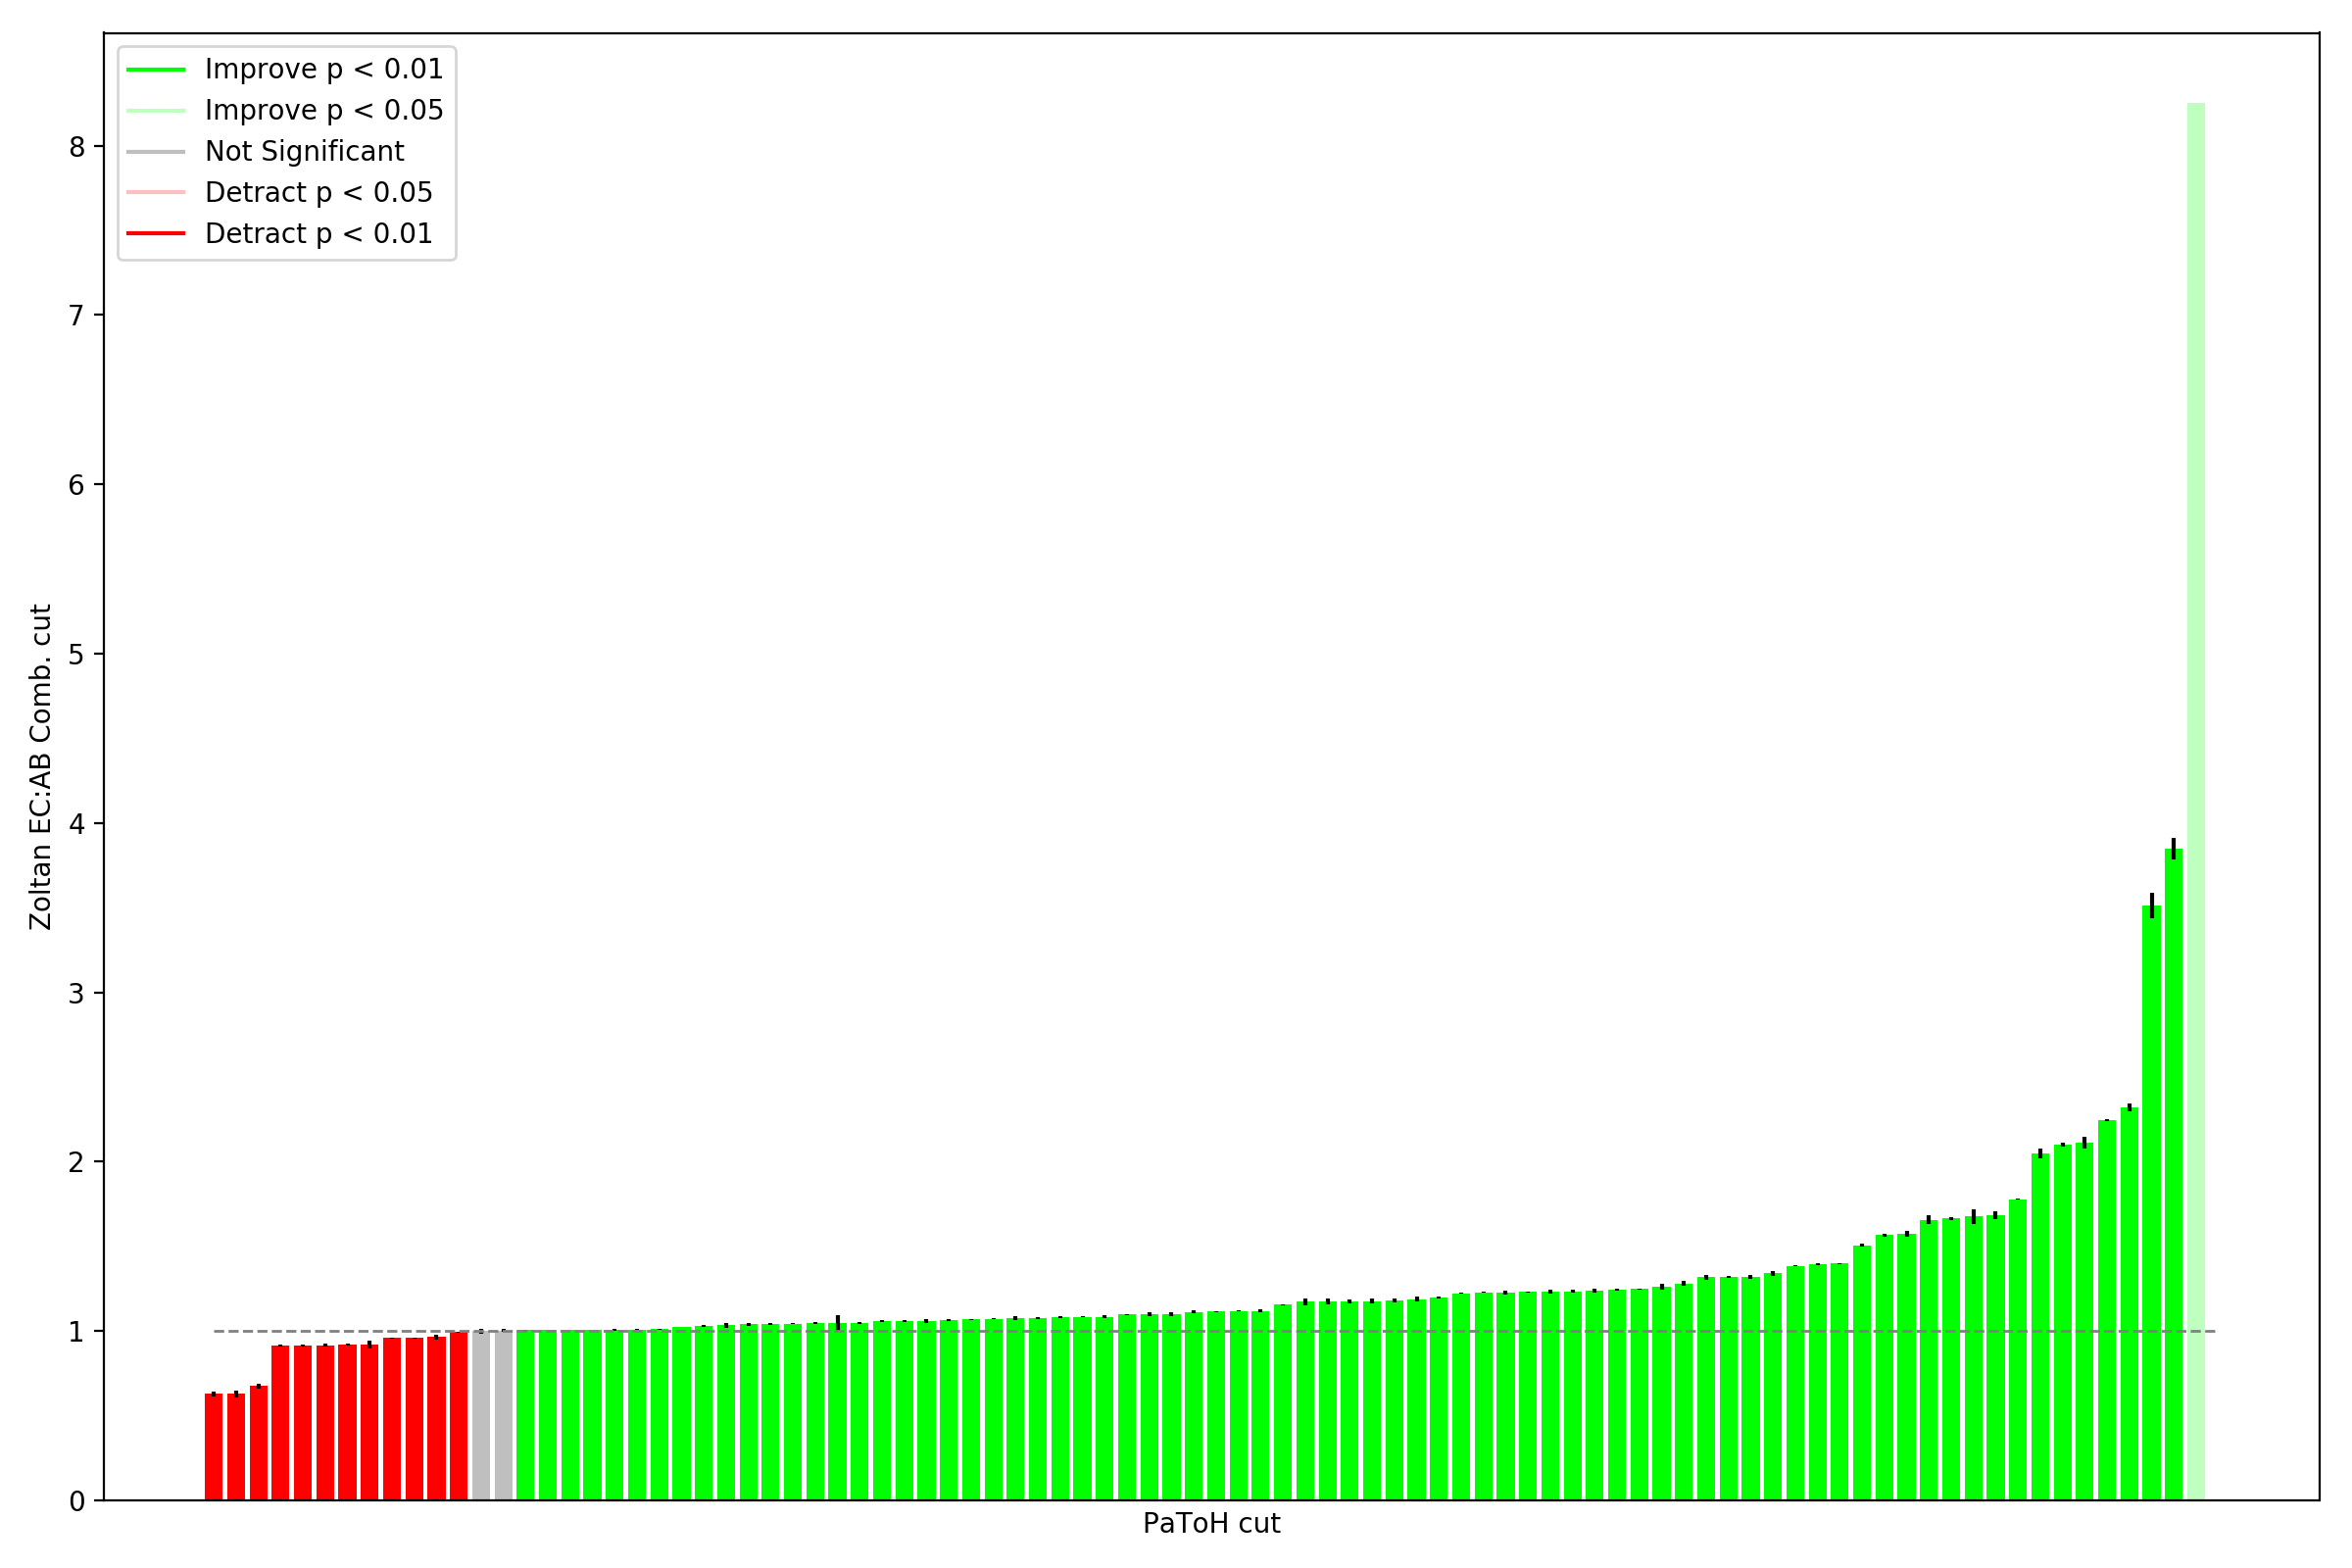 Improve p < 0.01
Improve p < 0.05
Not Significant
Detract p < 0.05
Detract p < 0.01
8
7
6
5
4
3
2
1
0
Zoltan EC:AB Comb. cut
PaToH cut